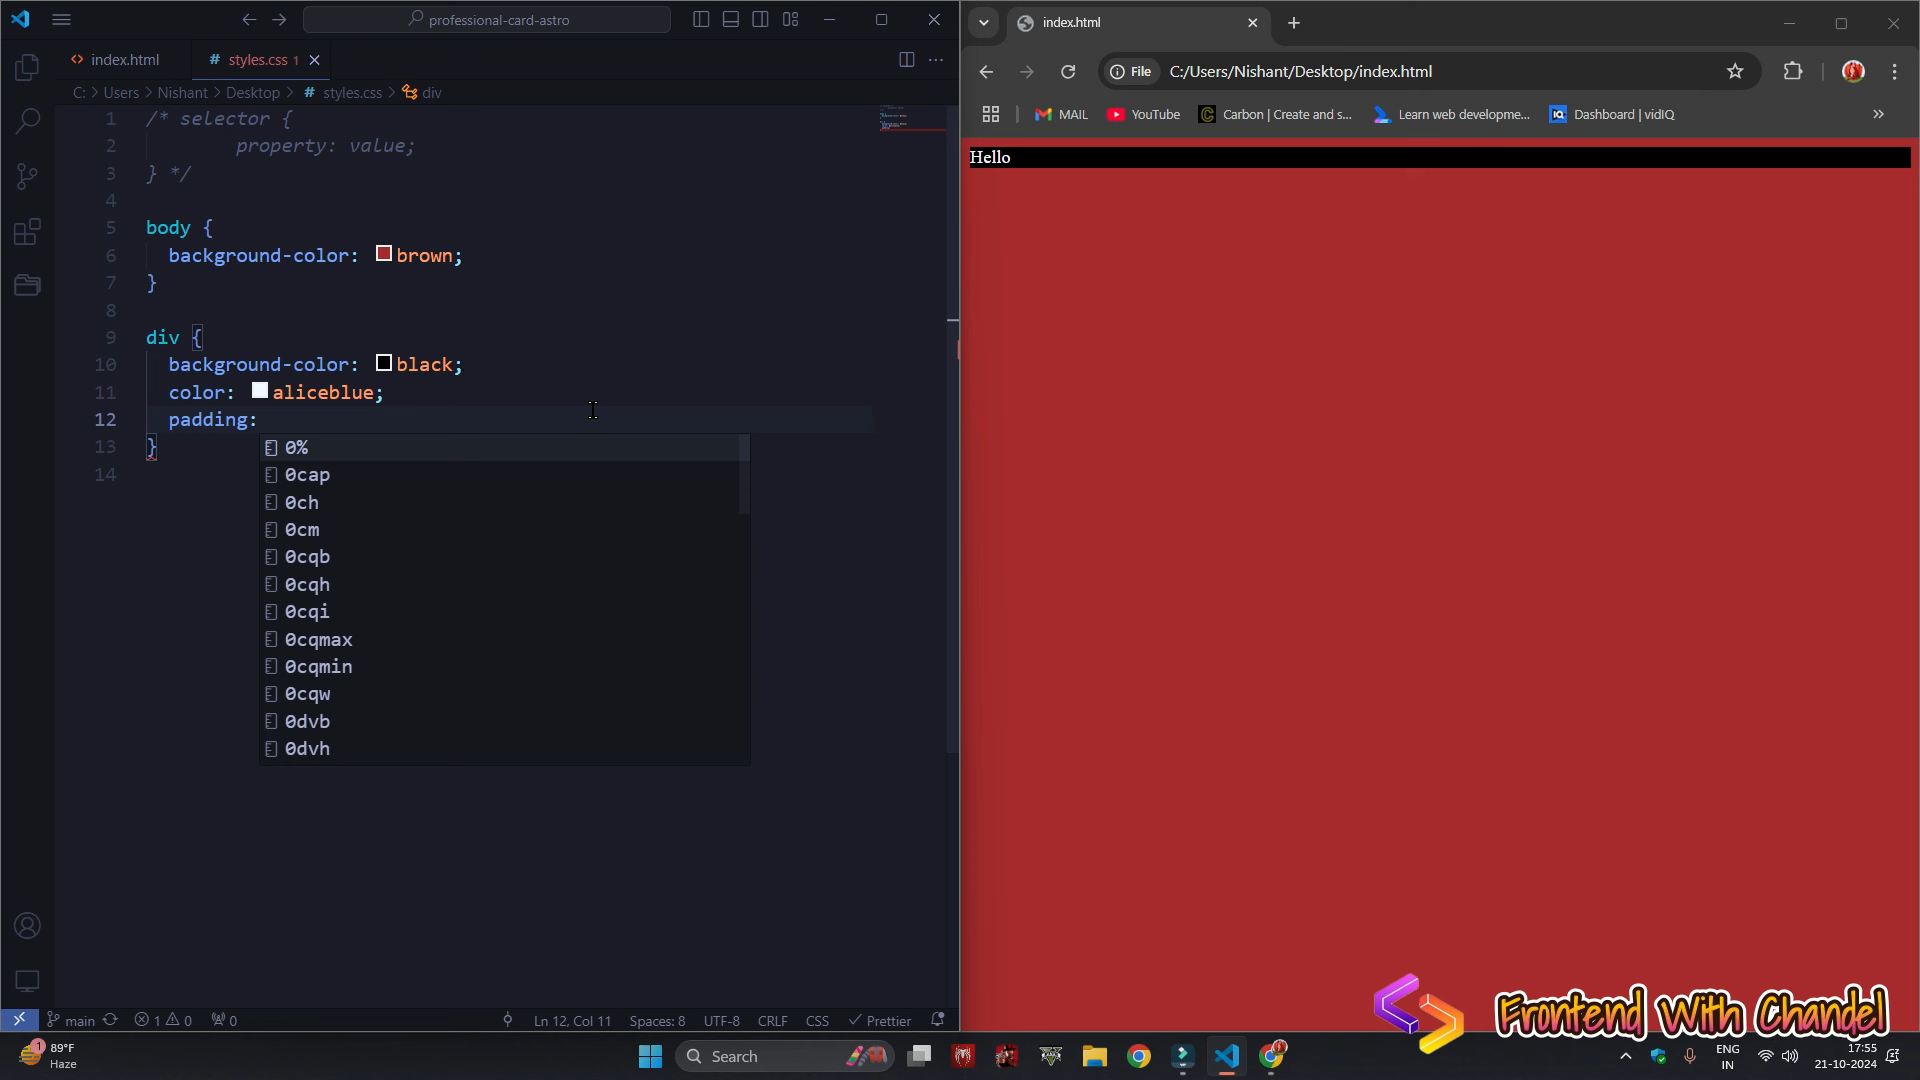 professional-card-astro
index.html
# styles.css 1
C: > Users > Nishant > Desktop > # styles.css > div
1 /* selector {
2 property: value;
3 } */
4
5 body {
6 background-color: brown;
7 }
8
9 div {
10 background-color: black;
11 color: aliceblue;
12 padding:
13 }
14
0%
0cap
0ch
0cm
0cqb
0cqh
0cqi
0cqmax
0cqmin
0cqw
0dvb
0dvh
main 1 0 0 Ln 12, Col 11 Spaces: 8 UTF-8 CRLF CSS Prettier
index.html
File C:/Users/Nishant/Desktop/index.html
MAIL YouTube Carbon | Create and s... Learn web developme... Dashboard | vidIQ
Hello
Frontend With Chandel
1 89°F
Haze
Search
ENG
IN
17:55
21-10-2024